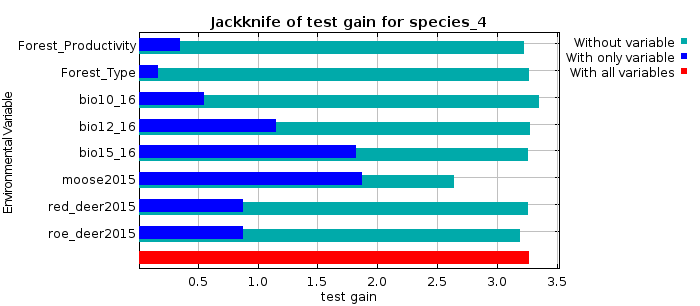 Jackknife of test gain for species_4
Environmental Variable
Forest_Productivity
Forest_Type
bio10_16
bio12_16
bio15_16
moose2015
red_deer2015
roe_deer2015
0.5 1.0 1.5 2.0 2.5 3.0 3.5
test gain
Without variable
With only variable
With all variables